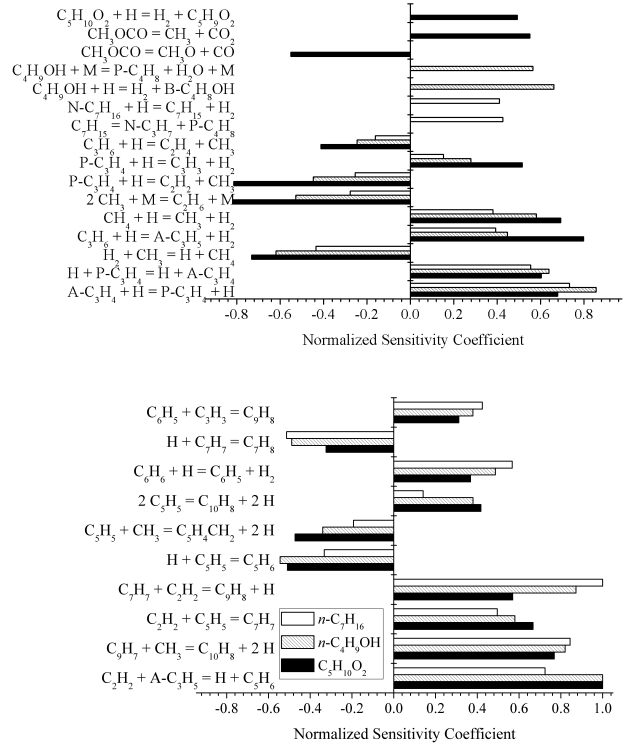 C₅H₁₀O₂ + H = H₂ + C₅H₉O₂
CH₃OCO = CH₃ + CO₂
CH₃OCO = CH₃O + CO
C₄H₉OH + M = P-C₄H₈ + H₂O + M
C₄H₉OH + H = H₂ + B-C₄H₈OH
N-C₇H₁₆ + H = C₇H₁₅ + H₂
C₇H₁₅ = N-C₃H₇ + P-C₄H₈
C₃H₆ + H = C₂H₄ + CH₃
P-C₃H₄ + H = C₃H₃ + H₂
P-C₃H₄ + H = C₂H₂ + CH₃
2 CH₃ + M = C₂H₆ + M
CH₄ + H = CH₃ + H₂
C₃H₆ + H = A-C₃H₅ + H₂
H₂ + CH₃ = H + CH₄
H + P-C₃H₄ = H + A-C₃H₄
A-C₃H₄ + H = P-C₃H₄ + H
-0.8 -0.6 -0.4 -0.2 0.0 0.2 0.4 0.6 0.8
Normalized Sensitivity Coefficient
C₆H₅ + C₃H₃ = C₉H₈
H + C₇H₇ = C₇H₈
C₆H₆ + H = C₆H₅ + H₂
2 C₅H₅ = C₁₀H₈ + 2 H
C₅H₅ + CH₃ = C₅H₄CH₂ + 2 H
H + C₅H₅ = C₅H₆
C₇H₇ + C₂H₂ = C₉H₈ + H
C₂H₂ + C₅H₅ = C₇H₇
C₉H₇ + CH₃ = C₁₀H₈ + 2 H
C₂H₂ + A-C₃H₅ = H + C₅H₆
n-C₇H₁₆
n-C₄H₉OH
C₅H₁₀O₂
-0.8 -0.6 -0.4 -0.2 0.0 0.2 0.4 0.6 0.8 1.0
Normalized Sensitivity Coefficient